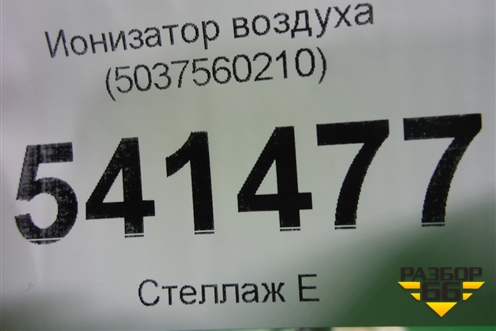 Ионизатор воздуха
(5037560210)
541477
Стеллаж Е
РАЗБОР
66